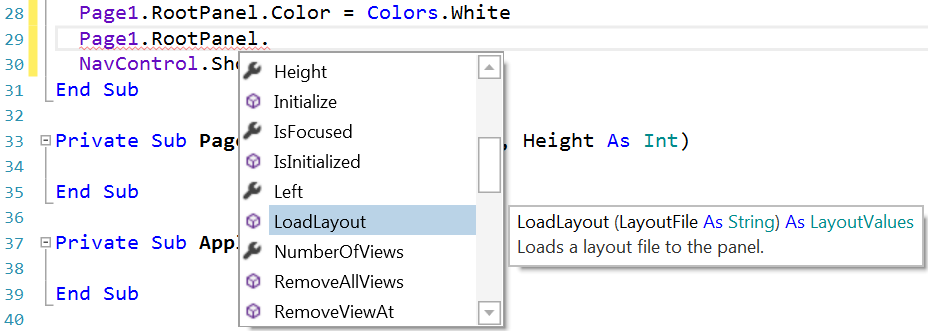 28 Page1.RootPanel.Color = Colors.White
29 Page1.RootPanel.
30 NavControl.Sho
Height
31 End Sub
Initialize
32
IsFocused
33 Private Sub Pag , Height As Int)
IsInitialized
34
35 End Sub
Left
36
LoadLayout
LoadLayout (LayoutFile As String) As LayoutValues
Loads a layout file to the panel.
37 Private Sub Appl
NumberOfViews
38
RemoveAllViews
39 End Sub
RemoveViewAt
40